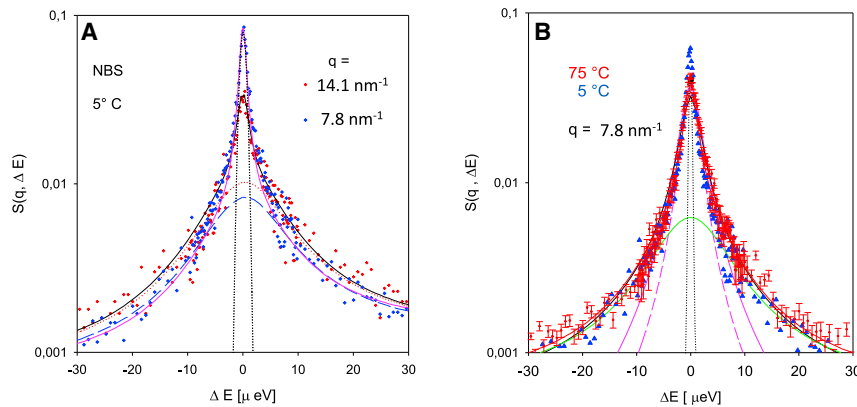 A
NBS
5° C
q =
14.1 nm-1
7.8 nm-1
0,1
0,01
0,001
S(q, Δ E)
-30 -20 -10 0 10 20 30
Δ E [μ eV]
B
75 °C
5 °C
q = 7.8 nm-1
0,1
0,01
0,001
S(q , ΔE)
-30 -20 -10 0 10 20 30
ΔE [ μeV]